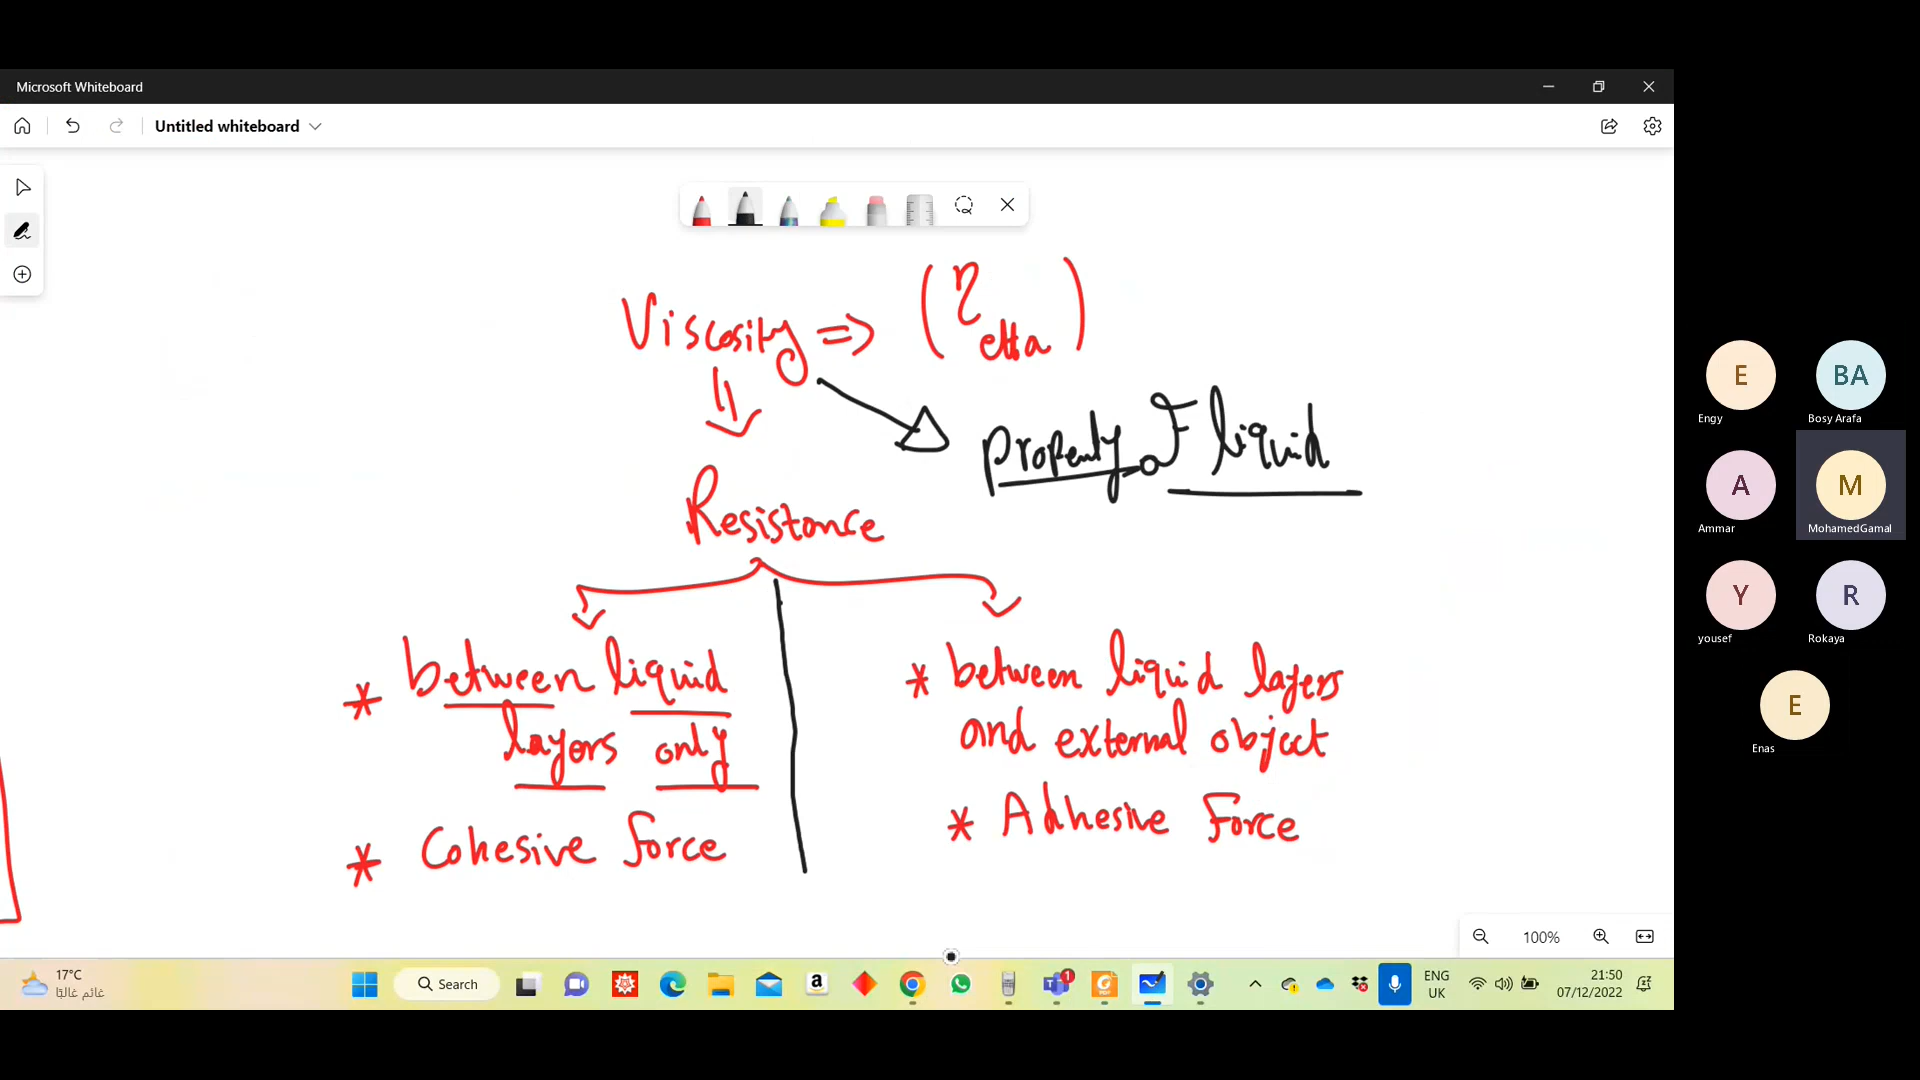 Microsoft Whiteboard
Untitled whiteboard
Viscosity => (η
etta)
property oF liquid
Resistance
* between liquid
layers only
* Cohesive Force
* between liquid layers
and external object
* Adhesive Force
100%
E
Engy
BA
Bosy Arafa
A
Ammar
M
MohamedGamal
Y
yousef
R
Rokaya
E
Enas
17°C
غائم غالبًا
Search
a
1
ENG
UK
21:50
07/12/2022